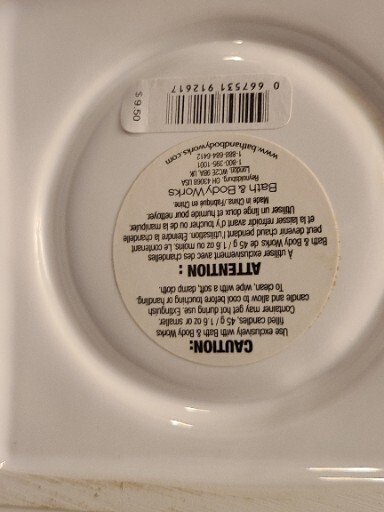 CAUTION:
Use exclusively with Bath & Body Works
filled candles, 45 g / 1.6 oz or smaller.
Container may get hot during use. Extinguish
candle and allow to cool before touching or handling.
To clean, wipe with a soft, damp cloth.
ATTENTION :
À utiliser exclusivement avec des chandelles
Bath & Body Works de 45 g / 1.6 oz ou moins. Le contenant
peut devenir chaud pendant l'utilisation. Éteindre la chandelle
et la laisser refroidir avant d'y toucher ou de la manipuler.
Utiliser un linge doux et humide pour nettoyer.
Made in China. / Fabriqué en Chine.
Bath & Body Works
Reynoldsburg, OH 43068 USA
London, WC2E 9RA, UK
1-800-395-1001
1-888-684-6412
www.bathandbodyworks.com
0 667531 912617
$ 9.50